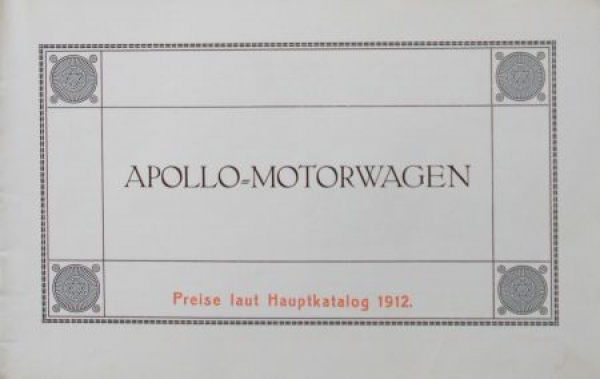 APOLLO=MOTORWAGEN
Preise laut Hauptkatalog 1912.